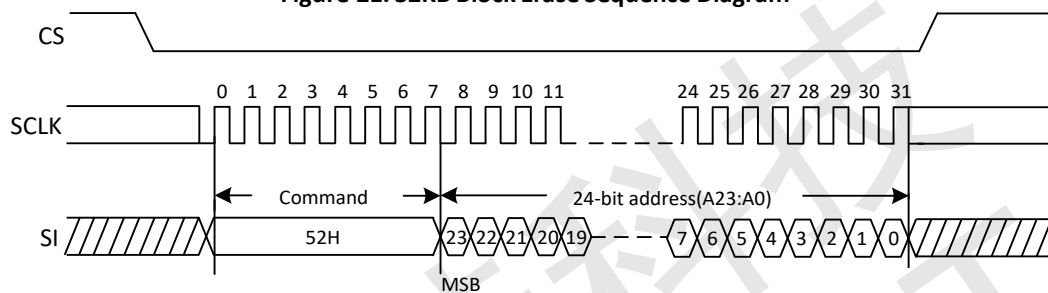 Figure 32KB Block Erase Sequence Diagram
CS
0 1 2 3 4 5 6 7 8 9 10 11 24 25 26 27 28 29 30 31
SCLK
Command 24-bit address(A23:A0)
SI 52H 23 22 21 20 19 7 6 5 4 3 2 1 0
MSB
科技